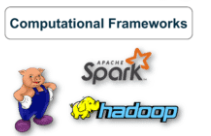 Computational Frameworks
APACHE
Spark
hadoop